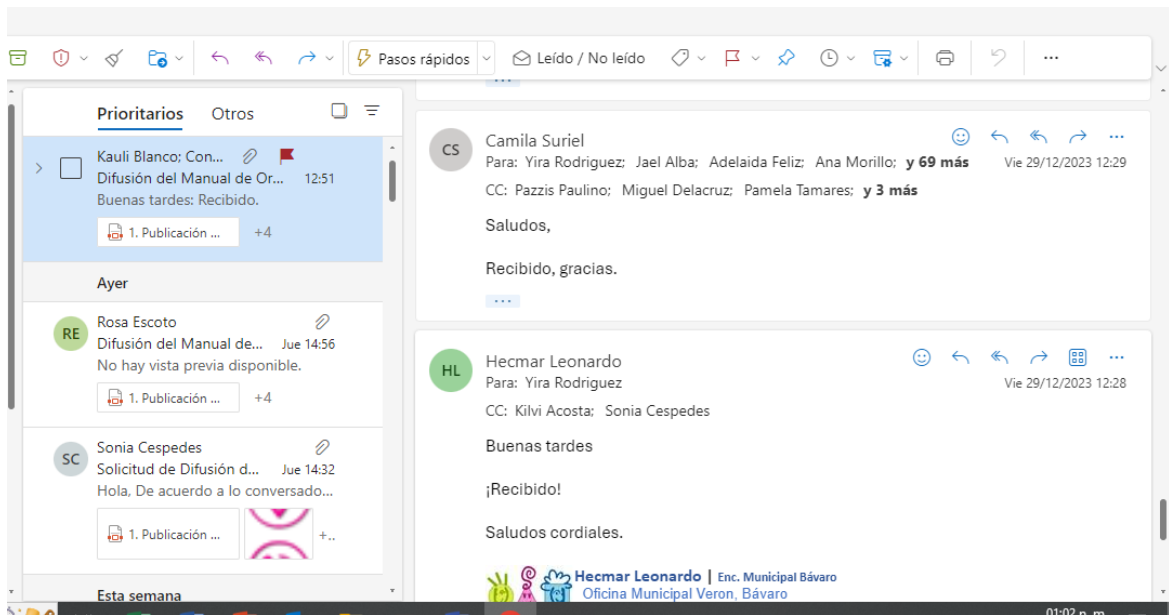 Pasos rápidos
Leído / No leído
Prioritarios Otros
Kauli Blanco; Con...
Difusión del Manual de Or... 12:51
Buenas tardes: Recibido.
1. Publicación ... +4
Ayer
RE Rosa Escoto
Difusión del Manual de... Jue 14:56
No hay vista previa disponible.
1. Publicación ... +4
SC Sonia Cespedes
Solicitud de Difusión d... Jue 14:32
Hola, De acuerdo a lo conversado...
1. Publicación ... +..
Esta semana
CS Camila Suriel
Para: Yira Rodriguez; Jael Alba; Adelaida Feliz; Ana Morillo; y 69 más Vie 29/12/2023 12:29
CC: Pazzis Paulino; Miguel Delacruz; Pamela Tamares; y 3 más
Saludos,
Recibido, gracias.
HL Hecmar Leonardo
Para: Yira Rodriguez Vie 29/12/2023 12:28
CC: Kilvi Acosta; Sonia Cespedes
Buenas tardes
¡Recibido!
Saludos cordiales.
Hecmar Leonardo | Enc. Municipal Bávaro
Oficina Municipal Veron, Bávaro
01:02 p. m.